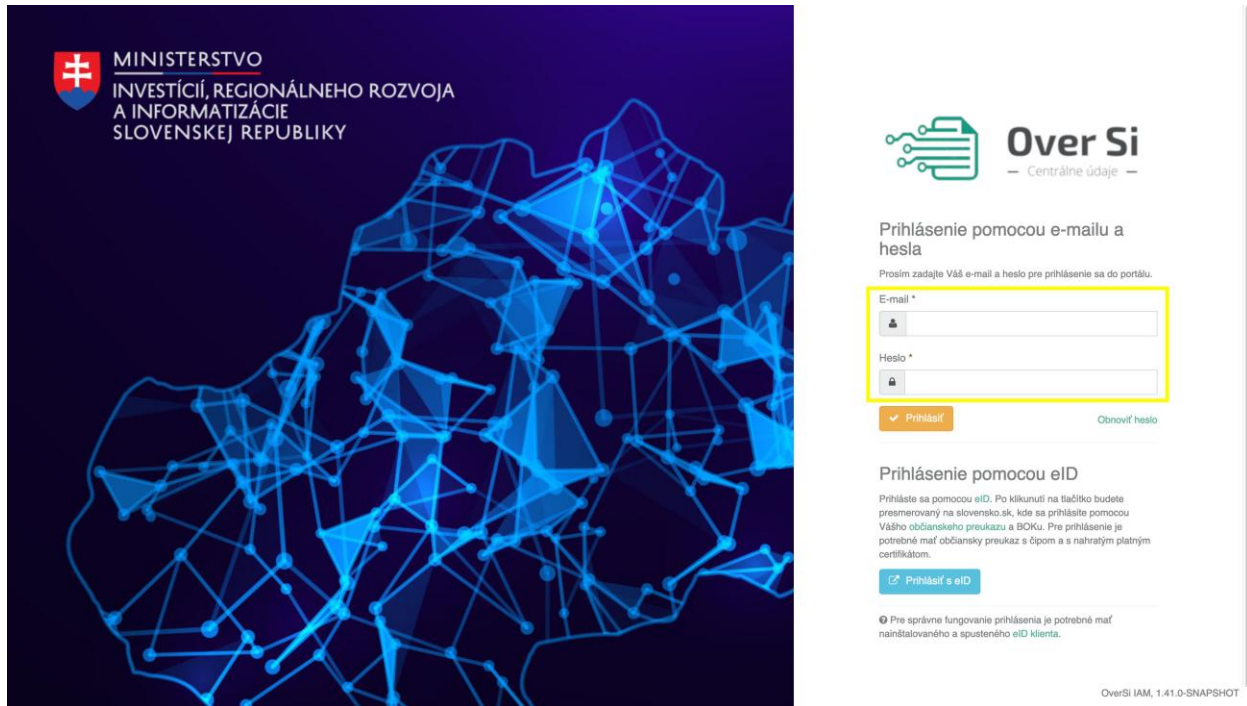 MINISTERSTVO
INVESTÍCIÍ, REGIONÁLNEHO ROZVOJA
A INFORMATIZÁCIE
SLOVENSKEJ REPUBLIKY
Over Si
— Centrálne údaje —
Prihlásenie pomocou e-mailu a
hesla
Prosím zadajte Váš e-mail a heslo pre prihlásenie sa do portálu.
E-mail *
Heslo *
Prihlásiť
Obnoviť heslo
Prihlásenie pomocou eID
Prihláste sa pomocou eID. Po kliknutí na tlačítko budete
presmerovaný na slovensko.sk, kde sa prihlásite pomocou
Vášho občianskeho preukazu a BOKu. Pre prihlásenie je
potrebné mať občiansky preukaz s čipom a s nahratým platným
certifikátom.
Prihlásiť s eID
Pre správne fungovanie prihlásenia je potrebné mať
nainštalovaného a spusteného eID klienta.
OverSi IAM, 1.41.0-SNAPSHOT